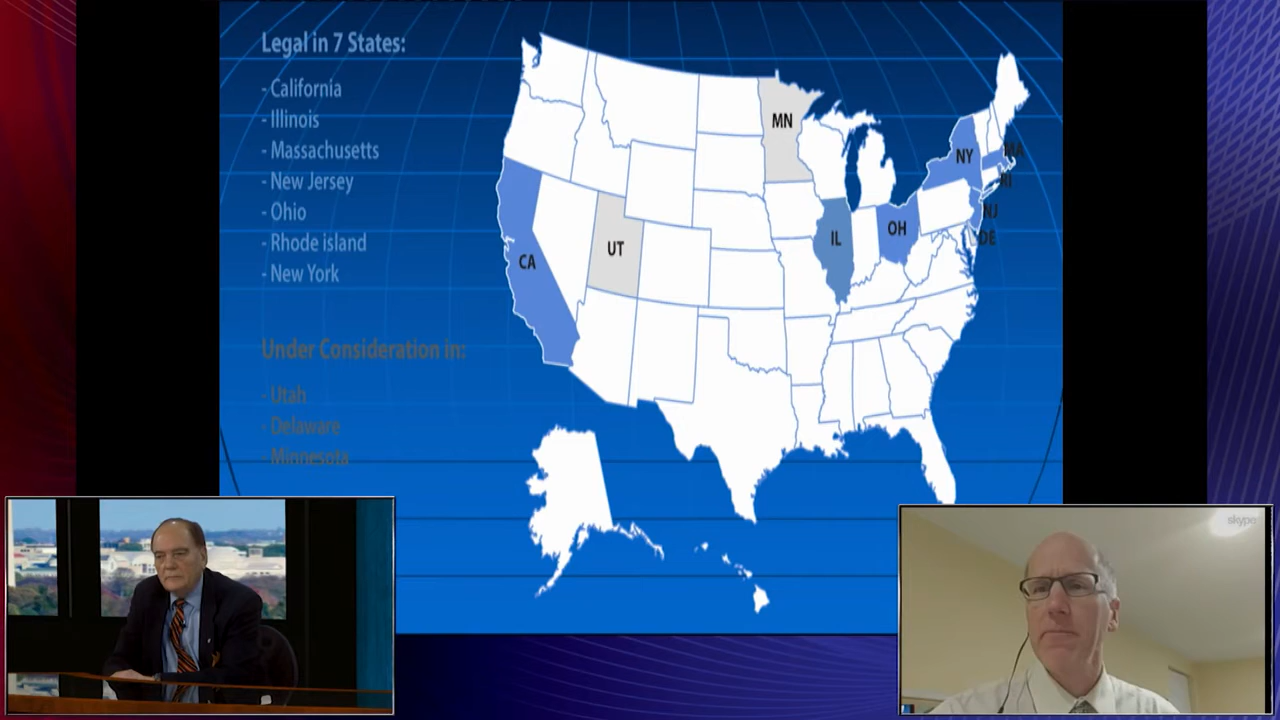 Legal in 7 States:
- California
- Illinois
- Massachusetts
- New Jersey
- Ohio
- Rhode island
- New York
Under Consideration in:
- Utah
- Delaware
- Minnesota
MN
NY
MA
RI
NJ
DE
OH
IL
UT
CA
skype